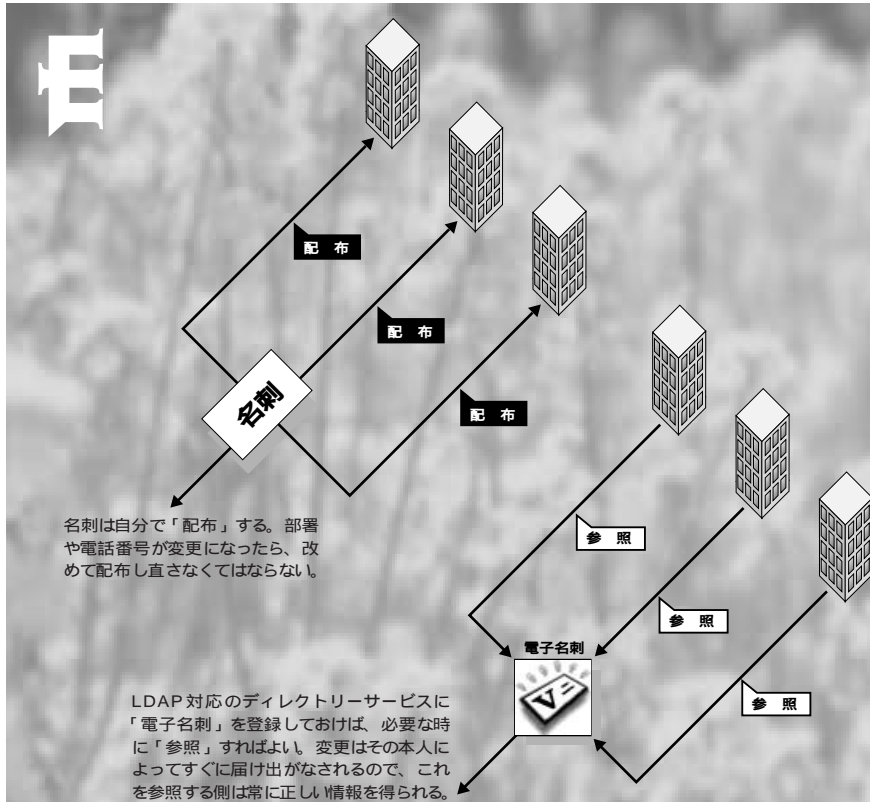 E
配 布
配 布
配 布
名刺
名刺は自分で「配布」する。部署
や電話番号が変更になったら、改
めて配布し直さなくてはならない。
参 照
参 照
参 照
電子名刺
V=
LDAP対応のディレクトリーサービスに
「電子名刺」を登録しておけば、必要な時
に「参照」すればよい。変更はその本人に
よってすぐに届け出がなされるので、これ
を参照する側は常に正しい情報を得られる。